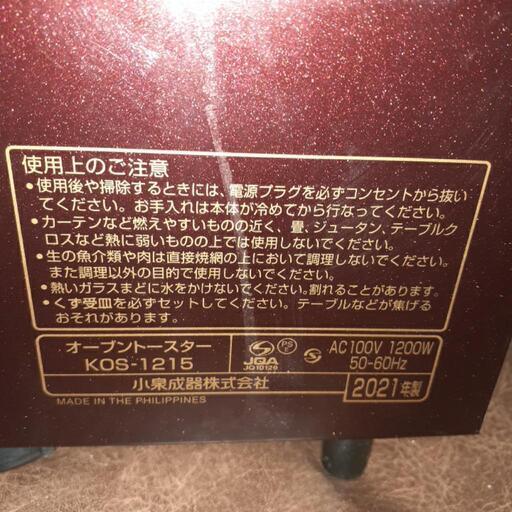 使用上のご注意
●使用後や掃除するときには、電源プラグを必ずコンセントから抜い
てください。お手入れは本体が冷めてから行なってください。
●カーテンなど燃えやすいものの近く、畳、ジュータン、テーブルク
ロスなど熱に弱いものの上では使用しないでください。
●生の魚介類や肉は直接焼網の上において調理しないでください。
また調理以外の目的で使用しないでください。
●熱いガラスまどに水をかけないでください。割れることがあります。
●くず受皿を必ずセットしてください。テーブルなどが焦げる
おそれがあります。
オーブントースター
KOS-1215
JQA
JQ10129
PS
E
AC100V 1200W
50-60Hz
小泉成器株式会社
2021年製
MADE IN THE PHILIPPINES